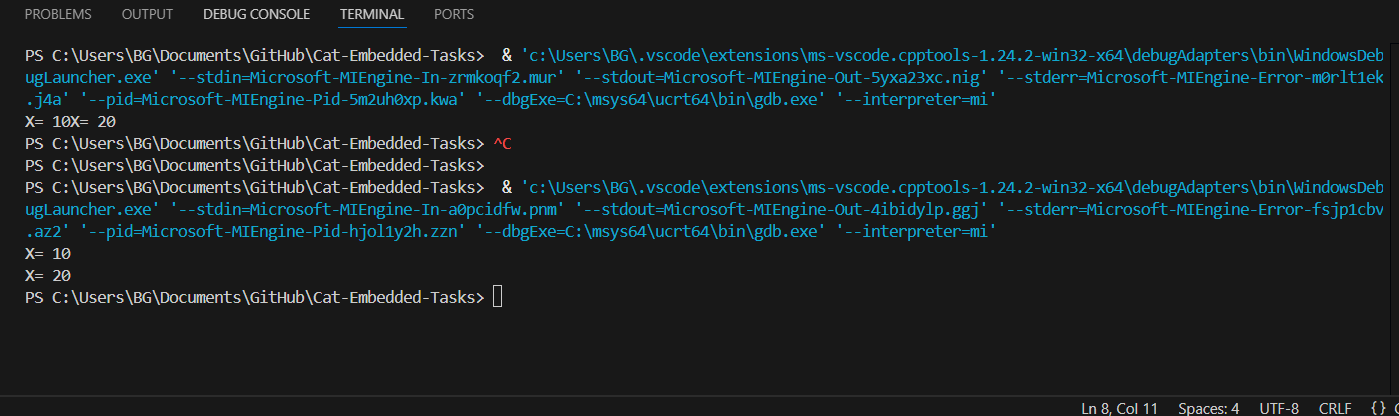 PROBLEMS OUTPUT DEBUG CONSOLE TERMINAL PORTS
PS C:\Users\BG\Documents\GitHub\Cat-Embedded-Tasks>  & 'c:\Users\BG\.vscode\extensions\ms-vscode.cpptools-1.24.2-win32-x64\debugAdapters\bin\WindowsDeb
ugLauncher.exe' '--stdin=Microsoft-MIEngine-In-zrmkoqf2.mur' '--stdout=Microsoft-MIEngine-Out-5yxa23xc.nig' '--stderr=Microsoft-MIEngine-Error-m0rlt1ek
.j4a' '--pid=Microsoft-MIEngine-Pid-5m2uh0xp.kwa' '--dbgExe=C:\msys64\ucrt64\bin\gdb.exe' '--interpreter=mi'
X= 10X= 20
PS C:\Users\BG\Documents\GitHub\Cat-Embedded-Tasks> ^C
PS C:\Users\BG\Documents\GitHub\Cat-Embedded-Tasks>
PS C:\Users\BG\Documents\GitHub\Cat-Embedded-Tasks>  & 'c:\Users\BG\.vscode\extensions\ms-vscode.cpptools-1.24.2-win32-x64\debugAdapters\bin\WindowsDeb
ugLauncher.exe' '--stdin=Microsoft-MIEngine-In-a0pcidfw.pnm' '--stdout=Microsoft-MIEngine-Out-4ibidylp.ggj' '--stderr=Microsoft-MIEngine-Error-fsjp1cbv
.az2' '--pid=Microsoft-MIEngine-Pid-hjol1y2h.zzn' '--dbgExe=C:\msys64\ucrt64\bin\gdb.exe' '--interpreter=mi'
X= 10
X= 20
PS C:\Users\BG\Documents\GitHub\Cat-Embedded-Tasks>
Ln 8, Col 11 Spaces: 4 UTF-8 CRLF {}